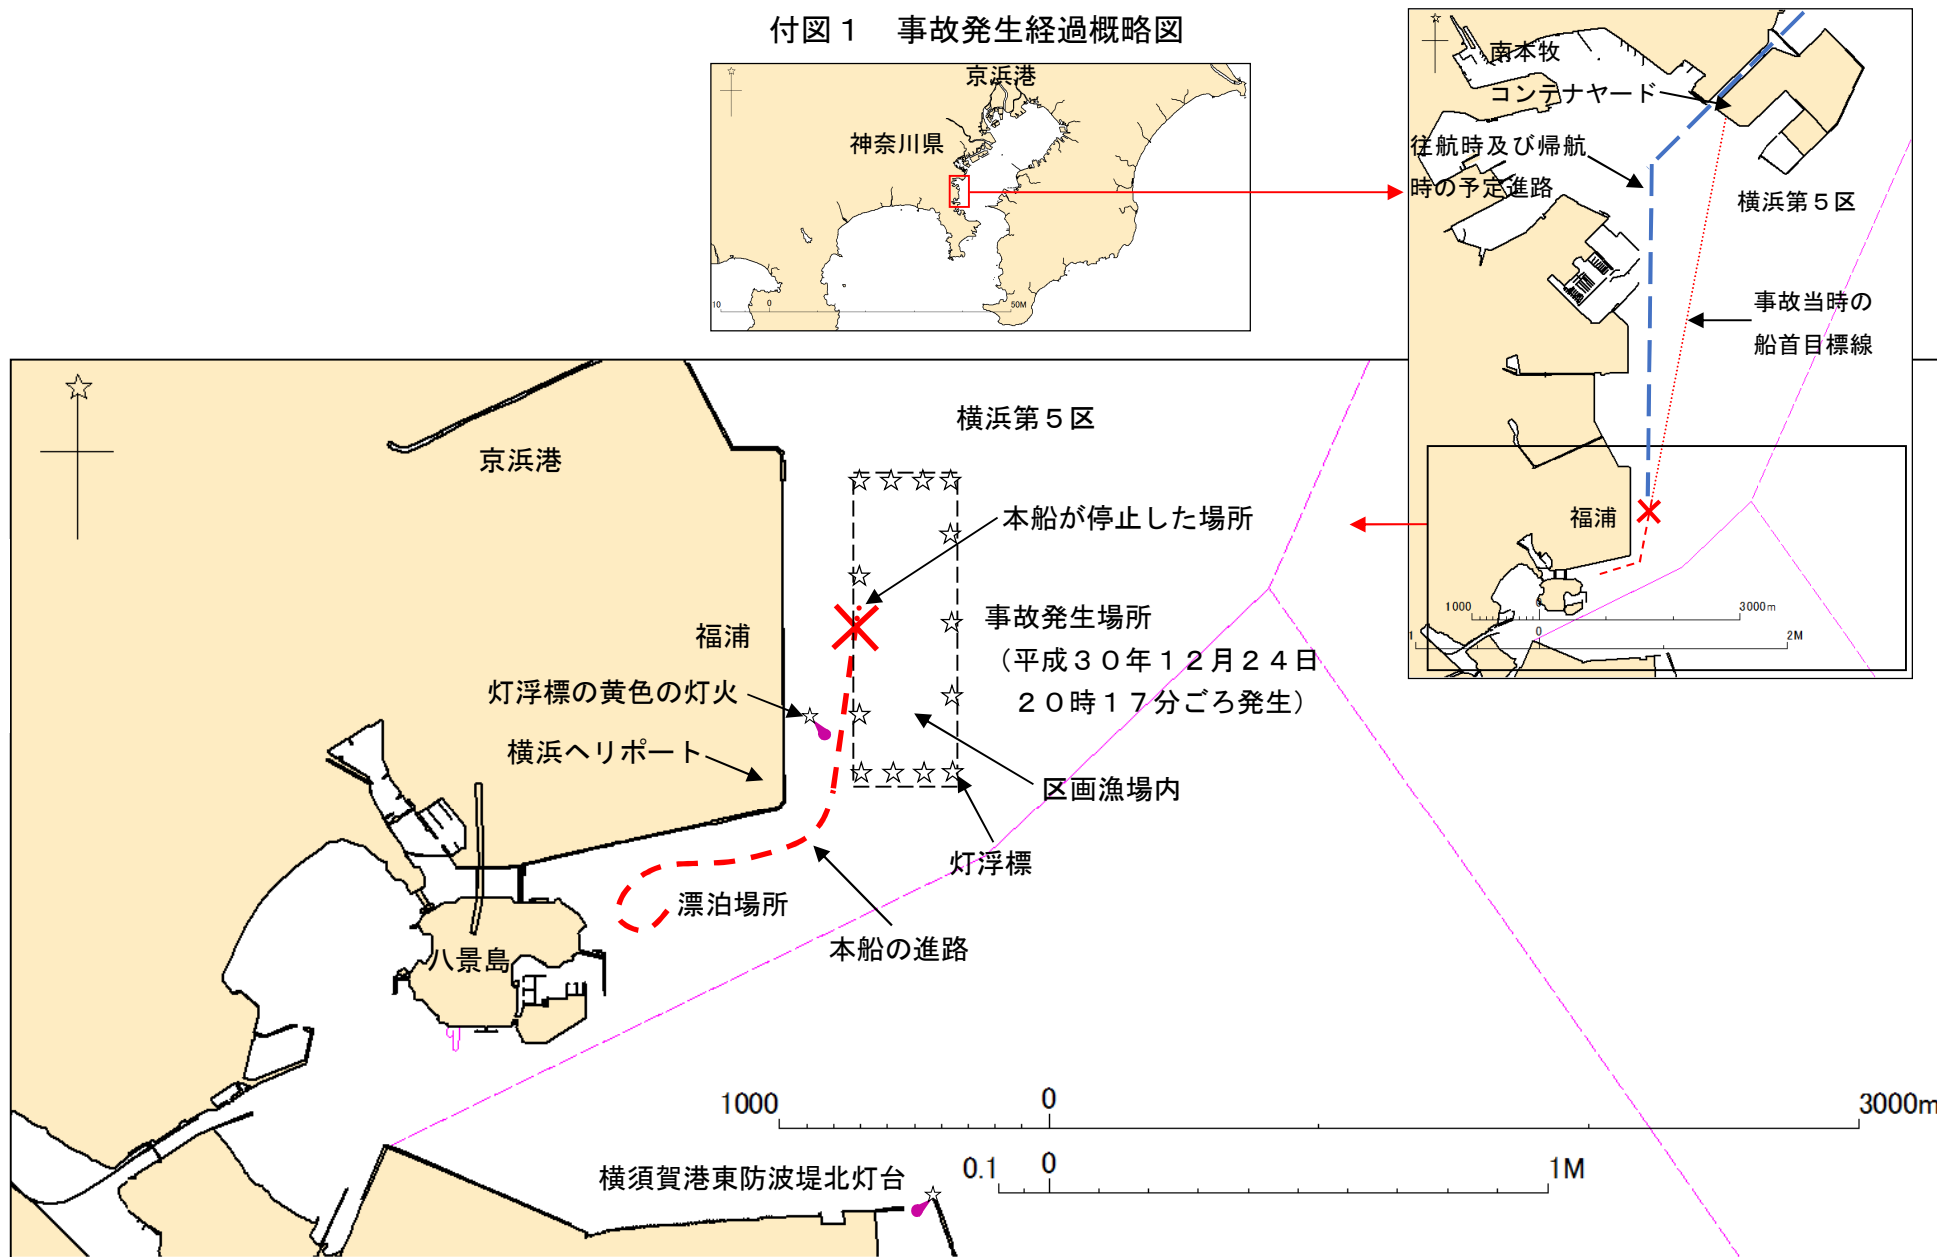 付図１　事故発生経過概略図
京浜港
神奈川県
10
0
50M
南本牧
コンテナヤード
往航時及び帰航
時の予定進路
横浜第５区
事故当時の
船首目標線
福浦
1000
0
3000m
1
0
2M
横浜第５区
京浜港
本船が停止した場所
福浦
事故発生場所
（平成３０年１２月２４日
２０時１７分ごろ発生）
灯浮標の黄色の灯火
横浜ヘリポート
区画漁場内
灯浮標
漂泊場所
本船の進路
八景島
1000
0
3000m
0.1
0
1M
横須賀港東防波堤北灯台